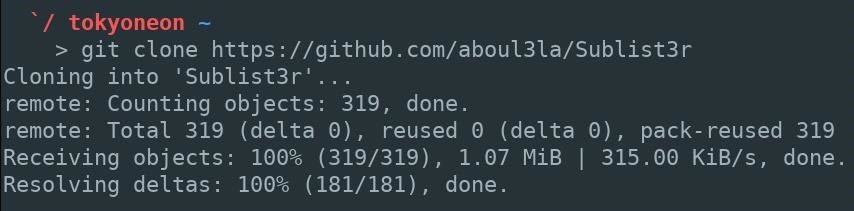 `/ tokyoneon ~
> git clone https://github.com/aboul3la/Sublist3r
Cloning into 'Sublist3r'...
remote: Counting objects: 319, done.
remote: Total 319 (delta 0), reused 0 (delta 0), pack-reused 319
Receiving objects: 100% (319/319), 1.07 MiB | 315.00 KiB/s, done.
Resolving deltas: 100% (181/181), done.